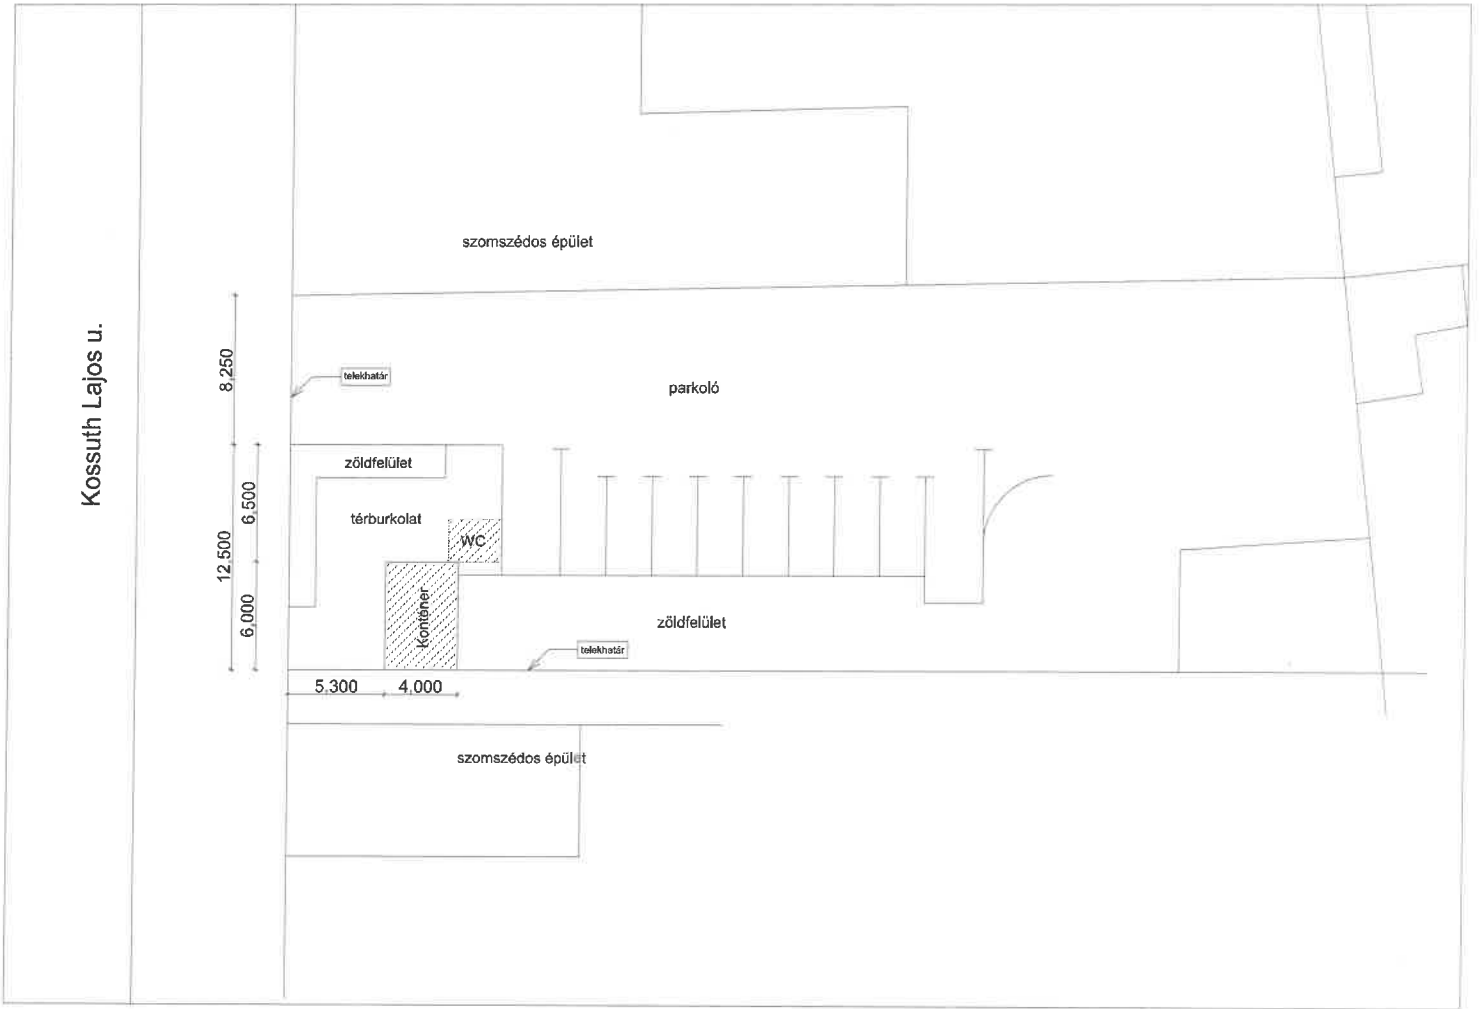 szomszédos épület
Kossuth Lajos u.
8,250
telekhatár
parkoló
zöldfelület
6,500
térburkolat
WC
12,500
Konténer
6,000
zöldfelület
telekhatár
5,300
4,000
szomszédos épület